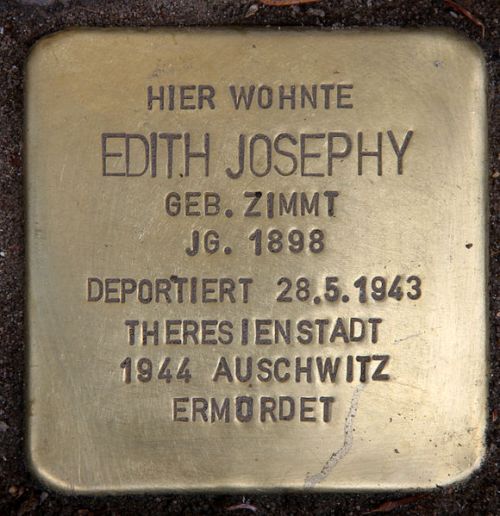 HIER WOHNTE
EDITH JOSEPHY
GEB. ZIMMT
JG. 1898
DEPORTIERT 28.5.1943
THERESIENSTADT
1944 AUSCHWITZ
ERMORDET